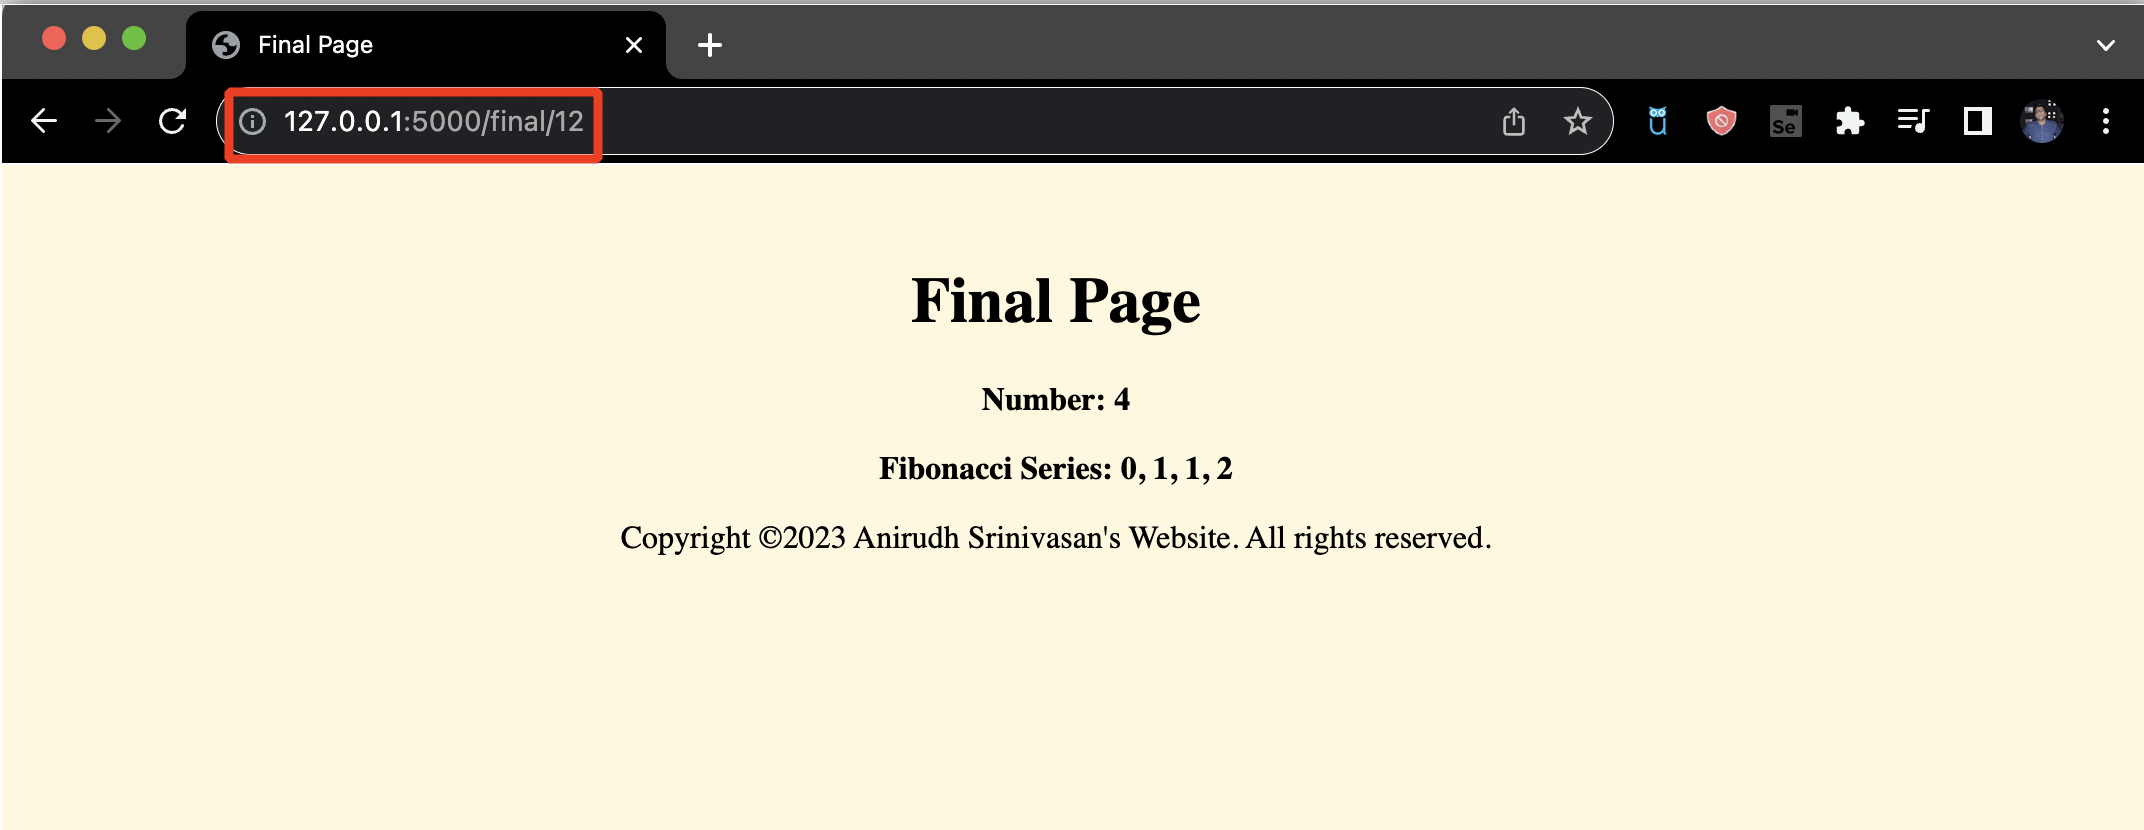 Final Page
127.0.0.1:5000/final/12
Se
Final Page
Number: 4
Fibonacci Series: 0, 1, 1, 2
Copyright ©2023 Anirudh Srinivasan's Website. All rights reserved.